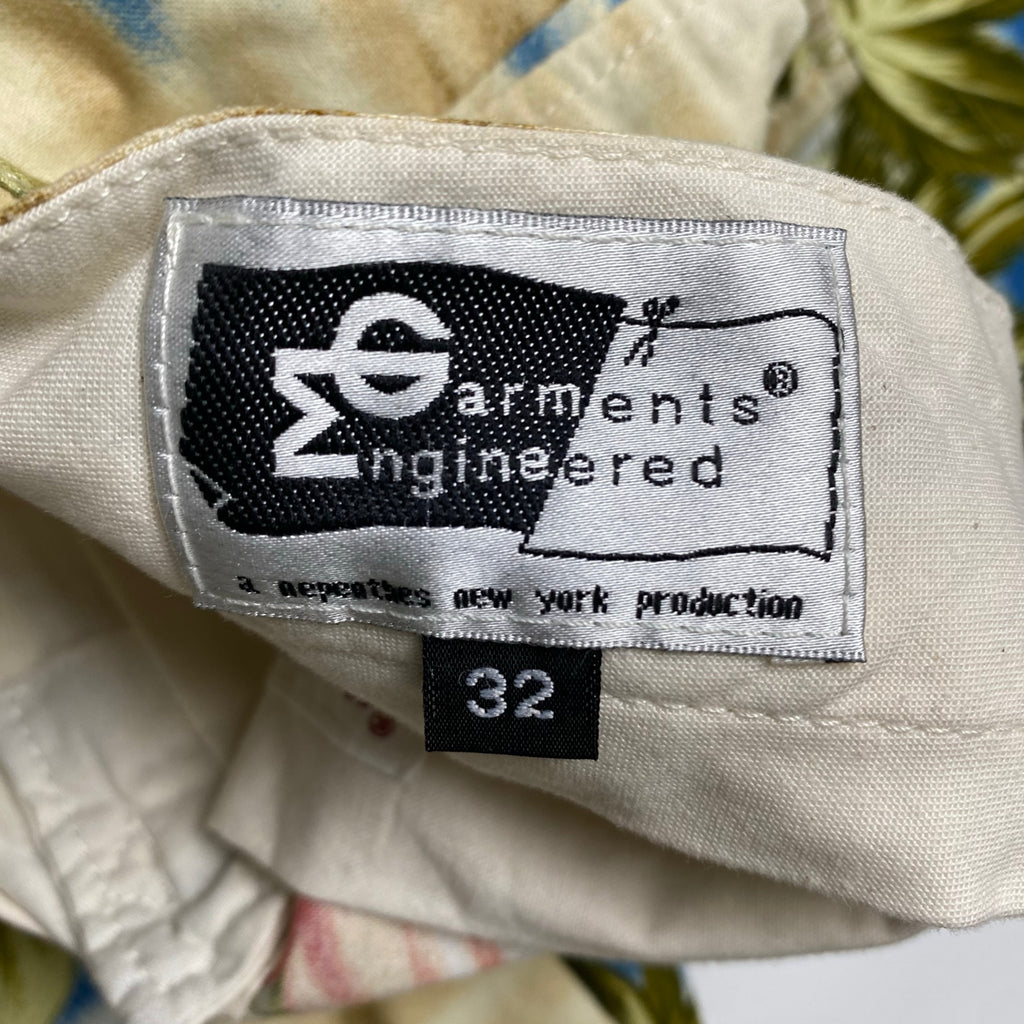 Garments®
Engineered
a nepenthes new york production
32